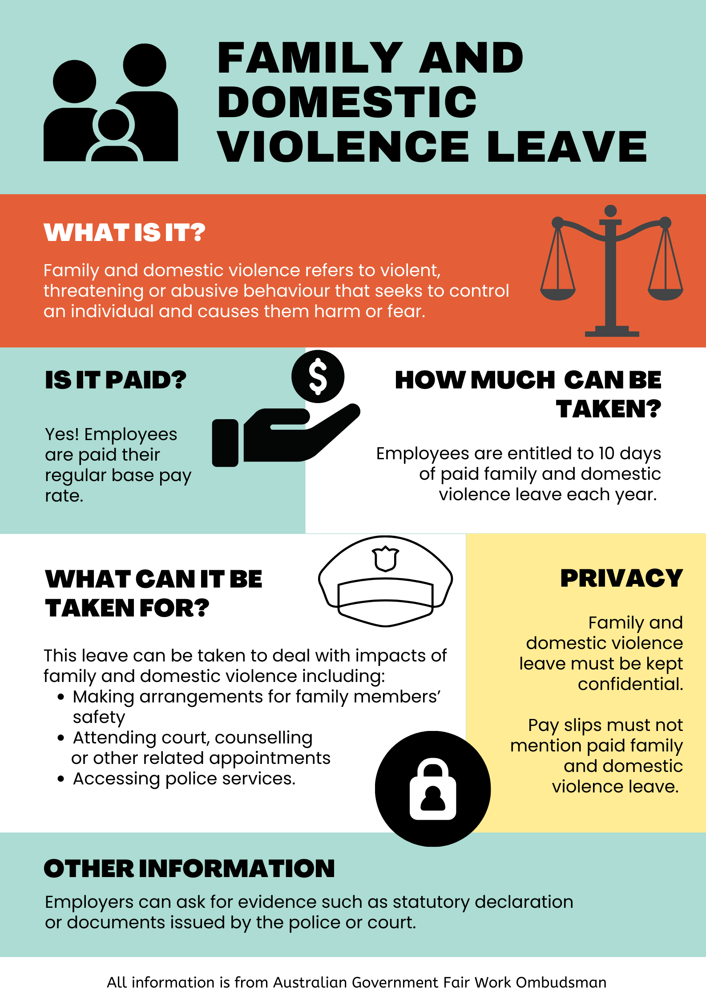 FAMILY AND
DOMESTIC
VIOLENCE LEAVE
WHAT IS IT?
Family and domestic violence refers to violent,
threatening or abusive behaviour that seeks to control
an individual and causes them harm or fear.
IS IT PAID?
Yes! Employees
are paid their
regular base pay
rate.
$
HOW MUCH CAN BE
TAKEN?
Employees are entitled to 10 days
of paid family and domestic
violence leave each year.
WHAT CAN IT BE
TAKEN FOR?
This leave can be taken to deal with impacts of
family and domestic violence including:
• Making arrangements for family members’
safety
• Attending court, counselling
or other related appointments
• Accessing police services.
PRIVACY
Family and
domestic violence
leave must be kept
confidential.
Pay slips must not
mention paid family
and domestic
violence leave.
OTHER INFORMATION
Employers can ask for evidence such as statutory declaration
or documents issued by the police or court.
All information is from Australian Government Fair Work Ombudsman